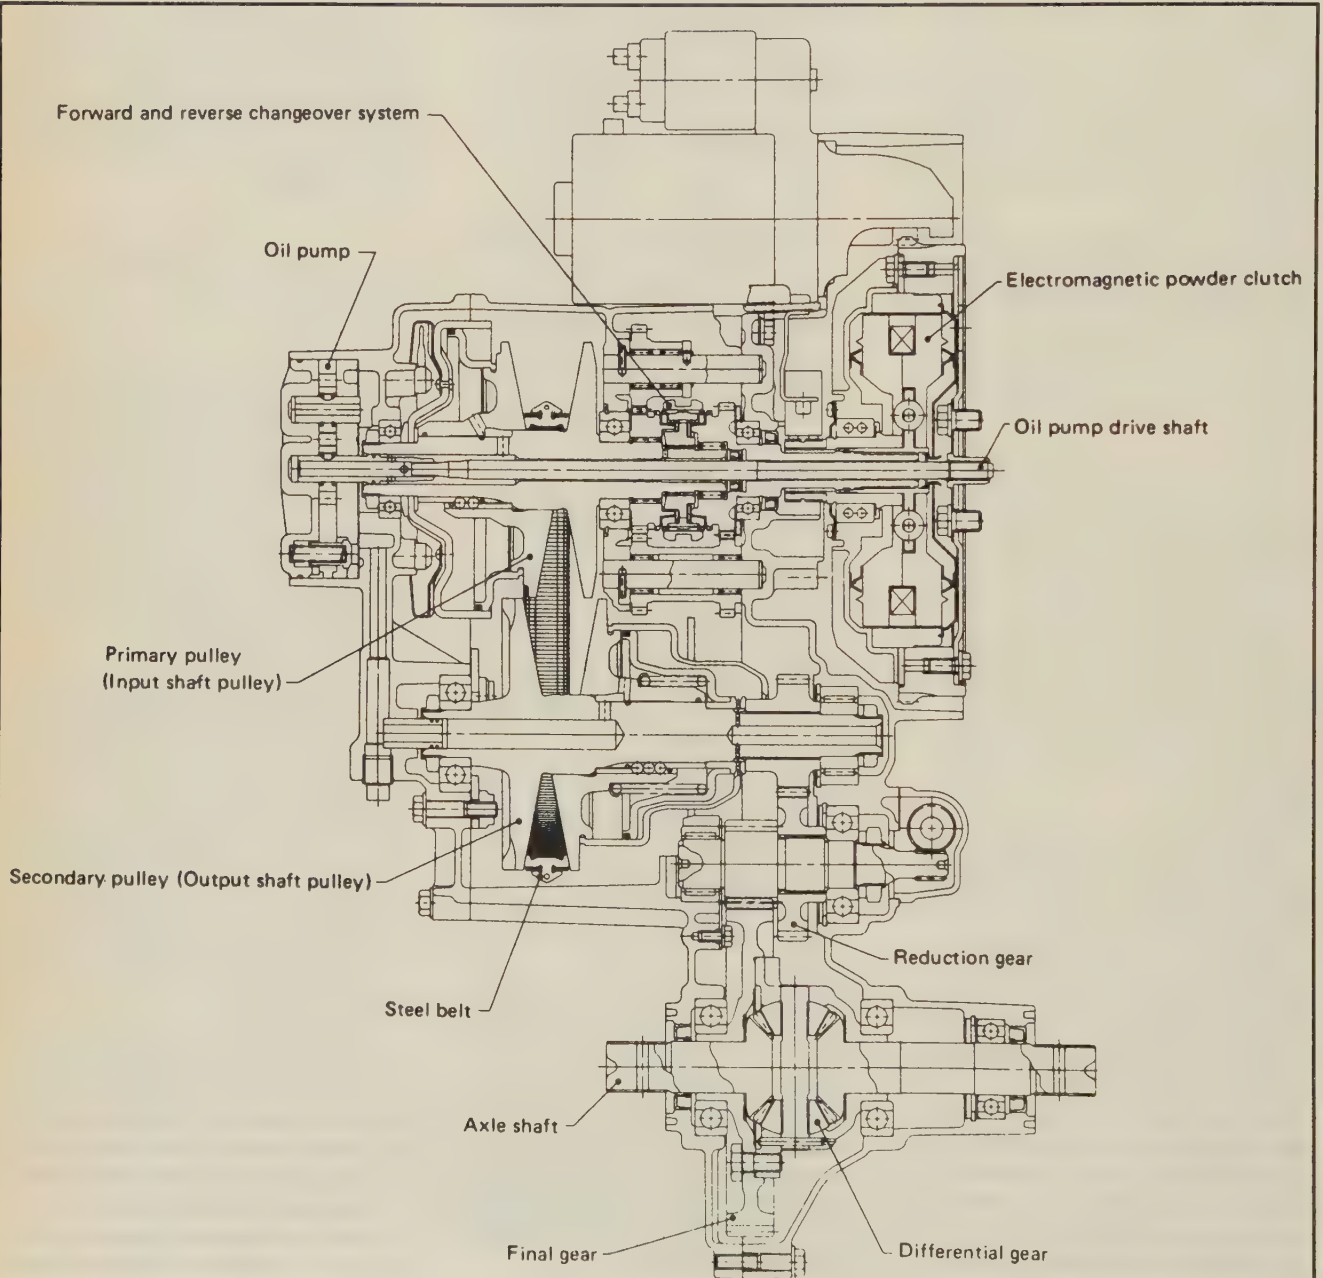 Forward and reverse changeover system
Oil pump
Electromagnetic powder clutch
Oil pump drive shaft
Primary pulley
(Input shaft pulley)
Secondary pulley (Output shaft pulley)
Reduction gear
Steel belt
Axle shaft
Final gear
Differential gear